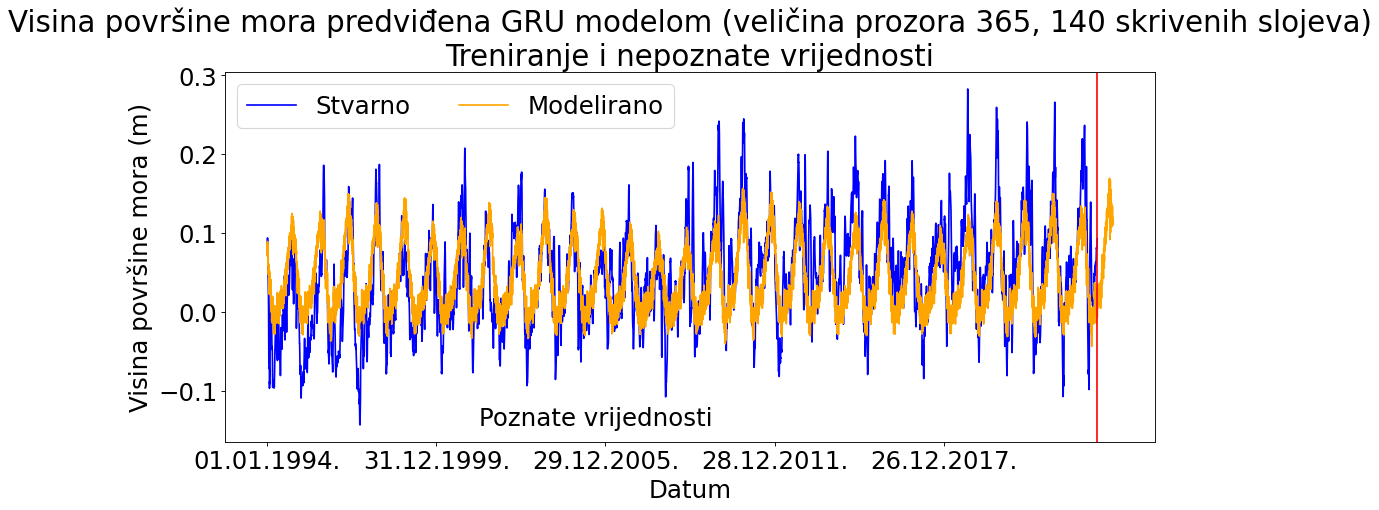 Visina površine mora predviđena GRU modelom (veličina prozora 365, 140 skrivenih slojeva)
Treniranje i nepoznate vrijednosti
Stvarno
Modelirano
0.3
0.2
0.1
0.0
−0.1
Visina površine mora (m)
Poznate vrijednosti
01.01.1994.
31.12.1999.
29.12.2005.
28.12.2011.
26.12.2017.
Datum